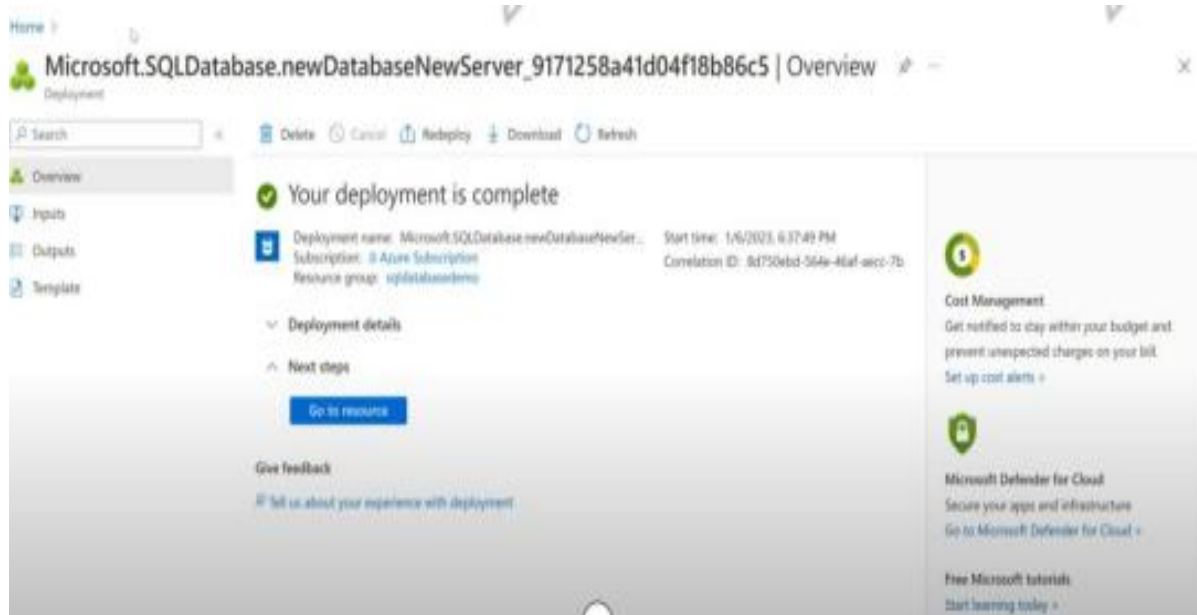 Home >
Microsoft.SQLDatabase.newDatabaseNewServer_9171258a41d04f18b86c5 | Overview
Deployment
Search
Delete Cancel Redeploy Download Refresh
Overview
Inputs
Outputs
Template
Your deployment is complete
Deployment name: Microsoft.SQLDatabase.newDatabaseNewSer...
Subscription: Azure Subscription
Resource group: sqldatabasedemo
Start time: 1/6/2023, 6:37:49 PM
Correlation ID: 8d750ebd-564e-46af-aecc-7b
Deployment details
Next steps
Go to resource
Give feedback
Tell us about your experience with deployment
Cost Management
Get notified to stay within your budget and
prevent unexpected charges on your bill.
Set up cost alerts >
Microsoft Defender for Cloud
Secure your apps and infrastructure
Go to Microsoft Defender for Cloud >
Free Microsoft tutorials
Start learning today >